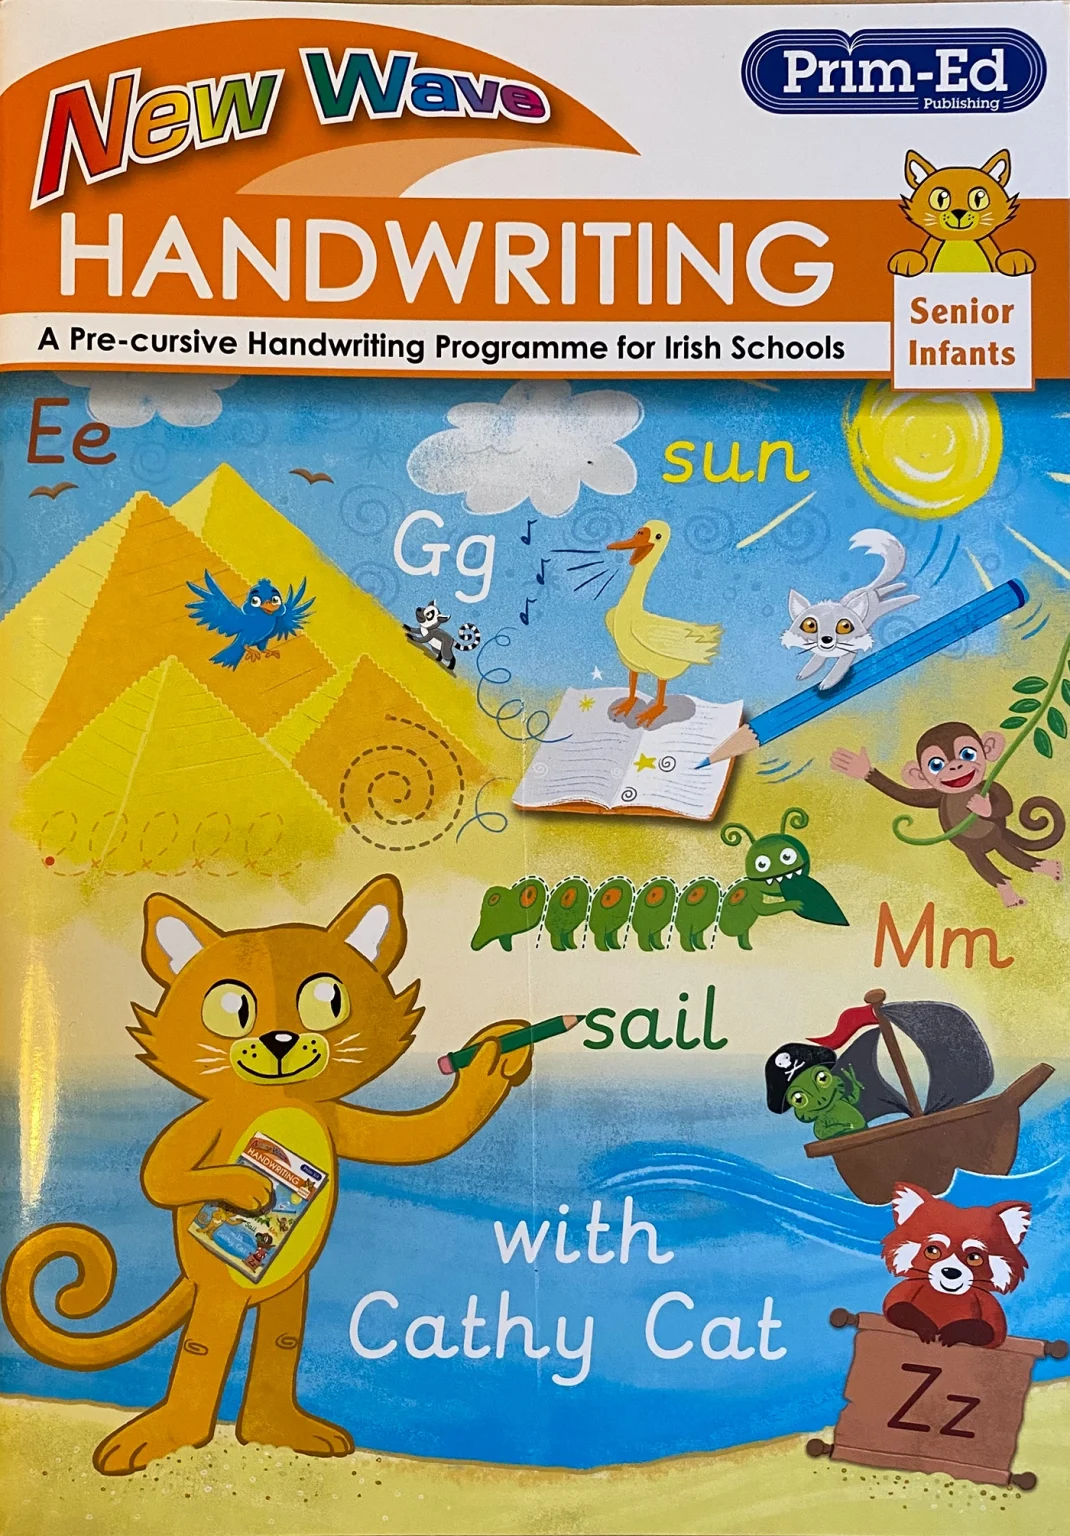 New Wave
Prim-Ed
Publishing
HANDWRITING
Senior
Infants
A Pre-cursive Handwriting Programme for Irish Schools
Ee
sun
Gg
Mm
sail
HANDWRITING
with
Cathy Cat
Zz